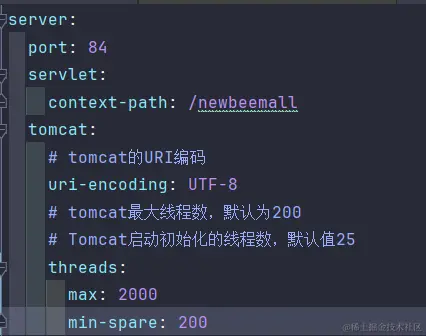 server:
port: 84
servlet:
context-path: /newbeemall
tomcat:
# tomcat的URI编码
uri-encoding: UTF-8
# tomcat最大线程数，默认为200
# Tomcat启动初始化的线程数，默认值25
threads:
max: 2000
min-spare: 200
@稀土掘金技术社区